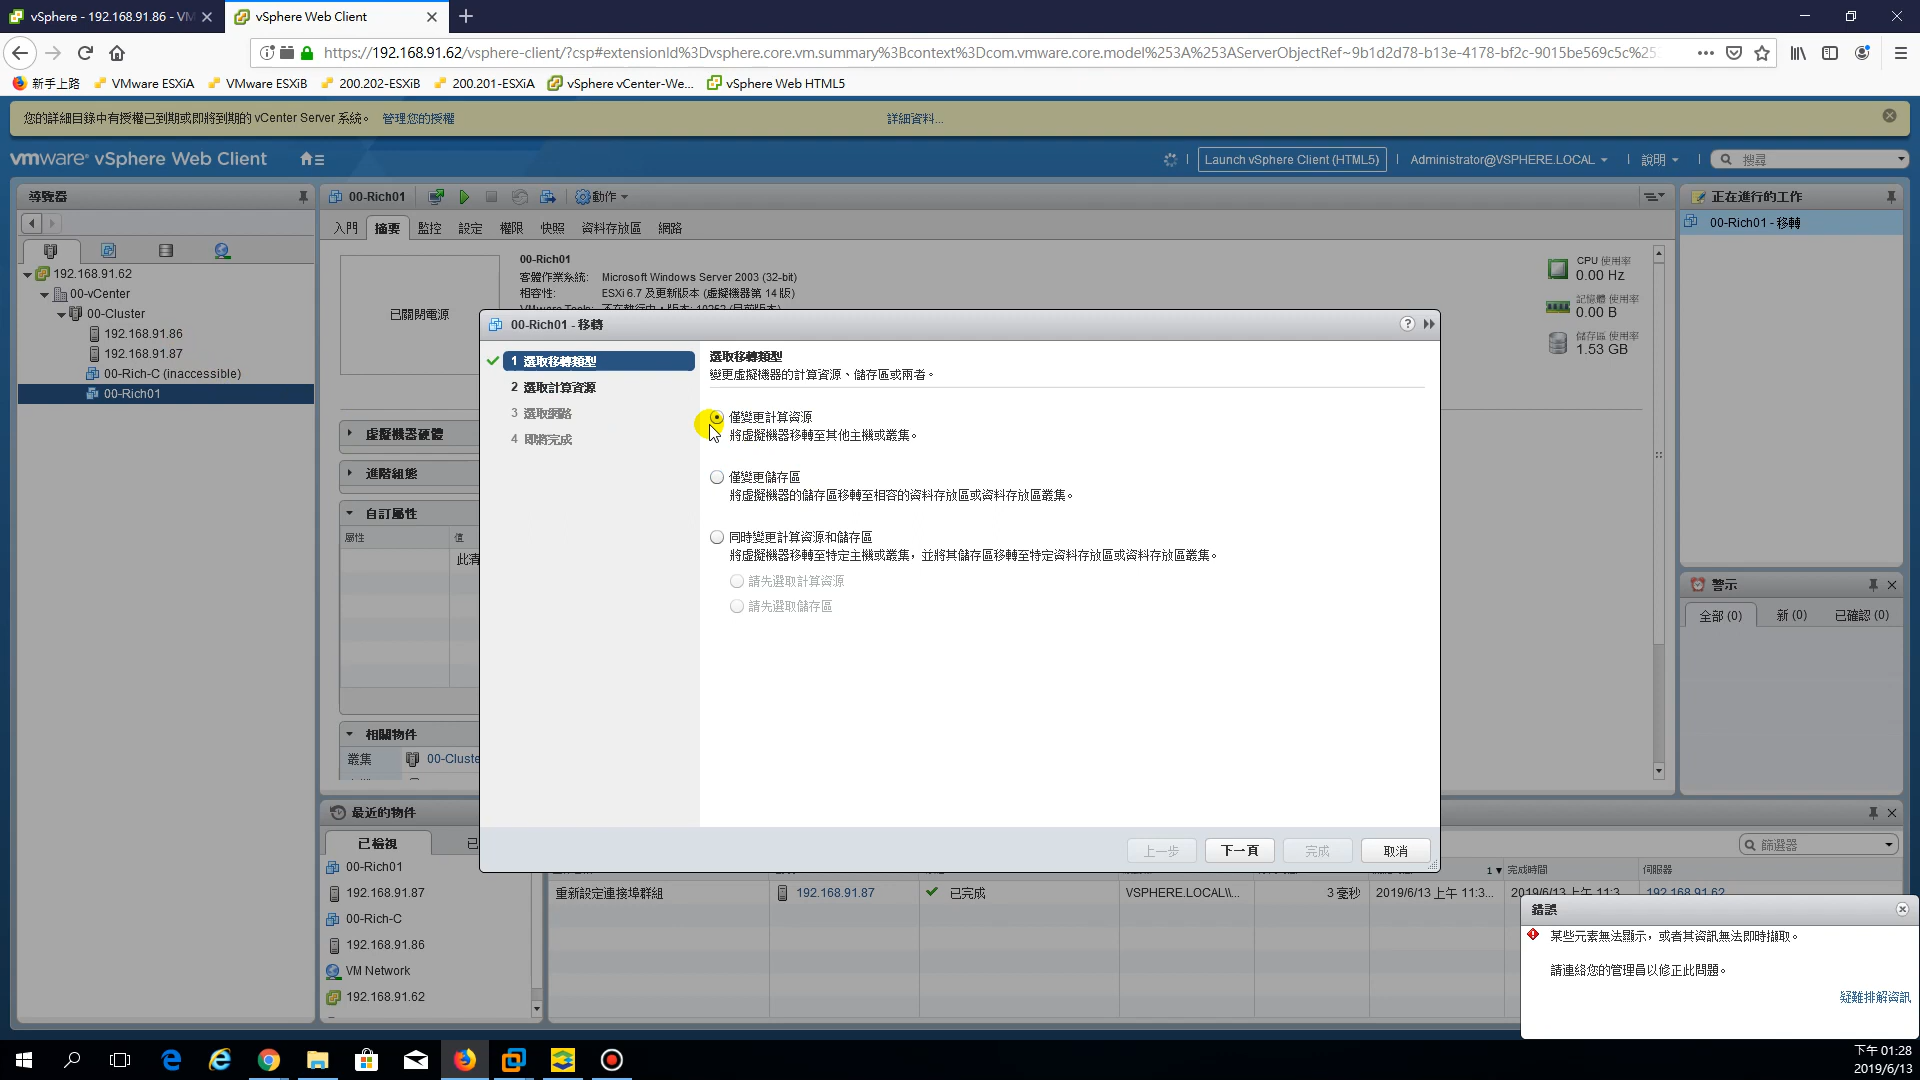 vSphere - 192.168.91.86 - VM
vSphere Web Client
https://192.168.91.62/vsphere-client/?csp#extensionId%3Dvsphere.core.vm.summary%3Bcontext%3Dcom.vmware.core.model%253A%253AServerObjectRef~9b1d2d78-b13e-4178-bf2c-9015be569c5c%25
新手上路
VMware ESXiA
VMware ESXiB
200.202-ESXiB
200.201-ESXiA
vSphere vCenter-We...
vSphere Web HTML5
您的詳細目錄中有授權已到期或即將到期的 vCenter Server 系統。 管理您的授權
詳細資料...
vmware® vSphere Web Client
Launch vSphere Client (HTML5)
Administrator@VSPHERE.LOCAL
說明
搜尋
導覽器
192.168.91.62
00-vCenter
00-Cluster
192.168.91.86
192.168.91.87
00-Rich-C (inaccessible)
00-Rich01
00-Rich01
動作
入門 摘要 監控 設定 權限 快照 資料存放區 網路
已關閉電源
00-Rich01
客體作業系統: Microsoft Windows Server 2003 (32-bit)
相容性: ESXi 6.7 及更新版本 (虛擬機器第 14 版)
CPU 使用率
0.00 Hz
記憶體 使用率
0.00 B
儲存區 使用率
1.53 GB
虛擬機器硬體
進階組態
自訂屬性
屬性 值
此清
相關物件
叢集 00-Cluste
00-Rich01 - 移轉
1 選取移轉類型
2 選取計算資源
3 選取網路
4 即將完成
選取移轉類型
變更虛擬機器的計算資源、儲存區或兩者。
僅變更計算資源
將虛擬機器移轉至其他主機或叢集。
僅變更儲存區
將虛擬機器的儲存區移轉至相容的資料存放區或資料存放區叢集。
同時變更計算資源和儲存區
將虛擬機器移轉至特定主機或叢集，並將其儲存區移轉至特定資料存放區或資料存放區叢集。
請先選取計算資源
請先選取儲存區
上一步
下一頁
完成
取消
正在進行的工作
00-Rich01 - 移轉
警示
全部 (0) 新 (0) 已確認 (0)
最近的物件
已檢視
00-Rich01
192.168.91.87
00-Rich-C
192.168.91.86
VM Network
192.168.91.62
篩選器
1
完成時間
伺服器
重新設定連接埠群組 192.168.91.87 已完成 VSPHERE.LOCAL\\... 3 毫秒 2019/6/13 上午 11:3... 2019/6/13 上午 11:3... 192.168.91.62
錯誤
某些元素無法顯示，或者其資訊無法即時擷取。
請連絡您的管理員以修正此問題。
疑難排解資訊
下午 01:28
2019/6/13